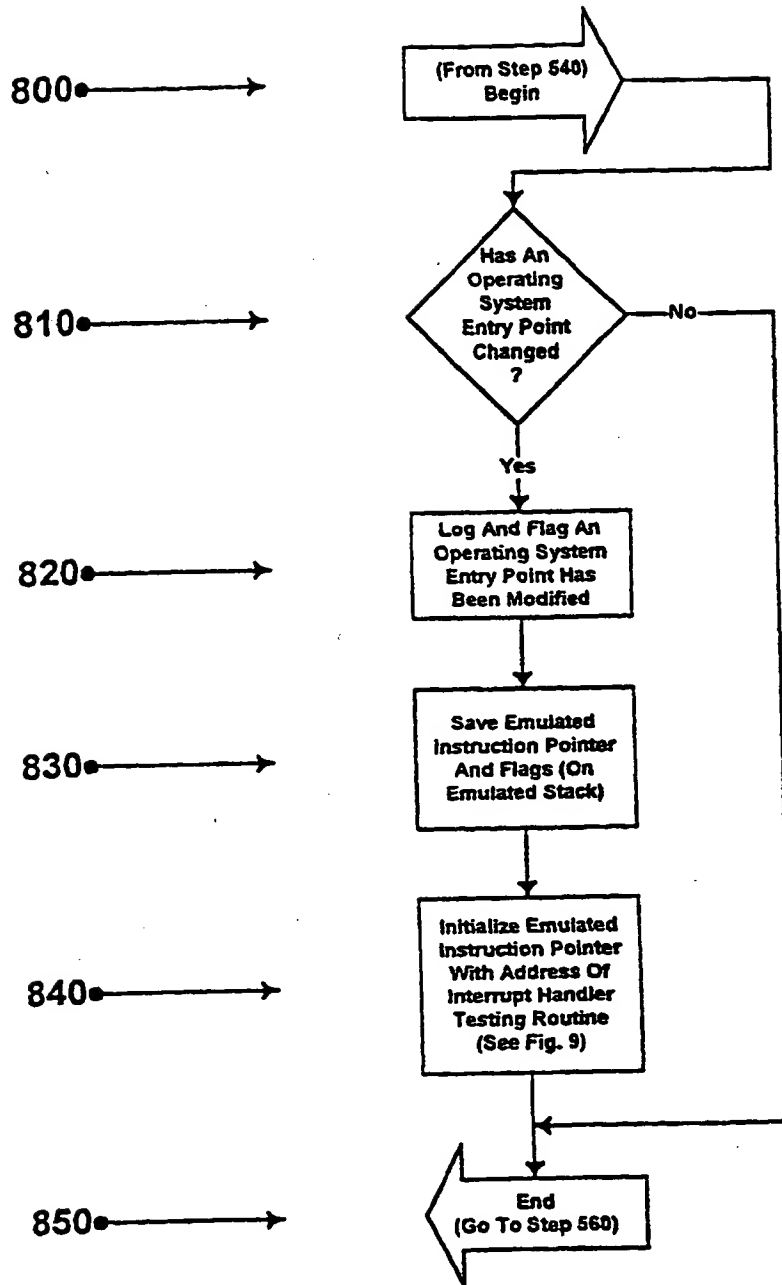 800
(From Step 540)
Begin
810
Has An
Operating
System
Entry Point
Changed
?
No
Yes
820
Log And Flag An
Operating System
Entry Point Has
Been Modified
830
Save Emulated
Instruction Pointer
And Flags (On
Emulated Stack)
840
Initialize Emulated
Instruction Pointer
With Address Of
Interrupt Handler
Testing Routine
(See Fig. 9)
850
End
(Go To Step 560)